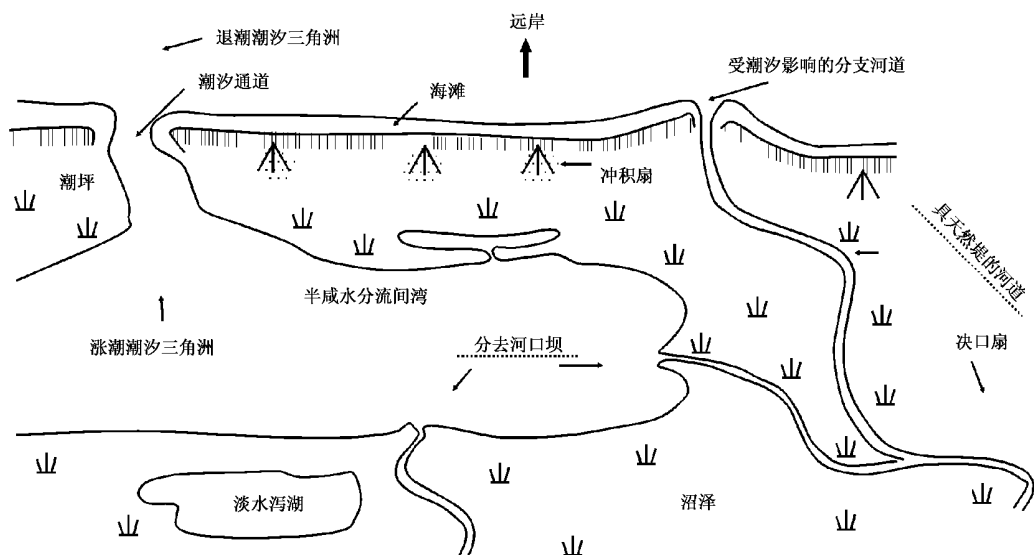 远岸
退潮潮汐三角洲
受潮汐影响的分支河道
潮汐通道
海滩
潮坪
冲积扇
具天然堤的河道
半咸水分流间湾
涨潮潮汐三角洲
分去河口坝
决口扇
淡水泻湖
沼泽